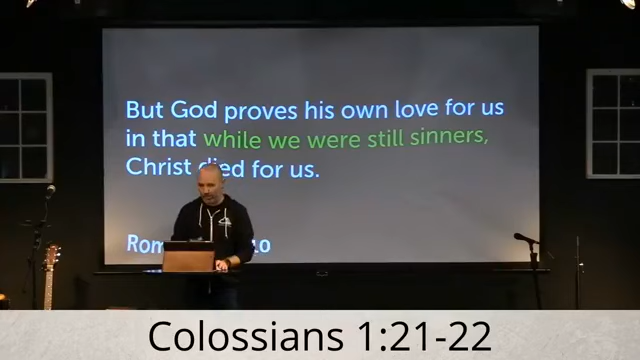 But God proves his own love for us
in that while we were still sinners,
Christ died for us.
Colossians 1:21-22